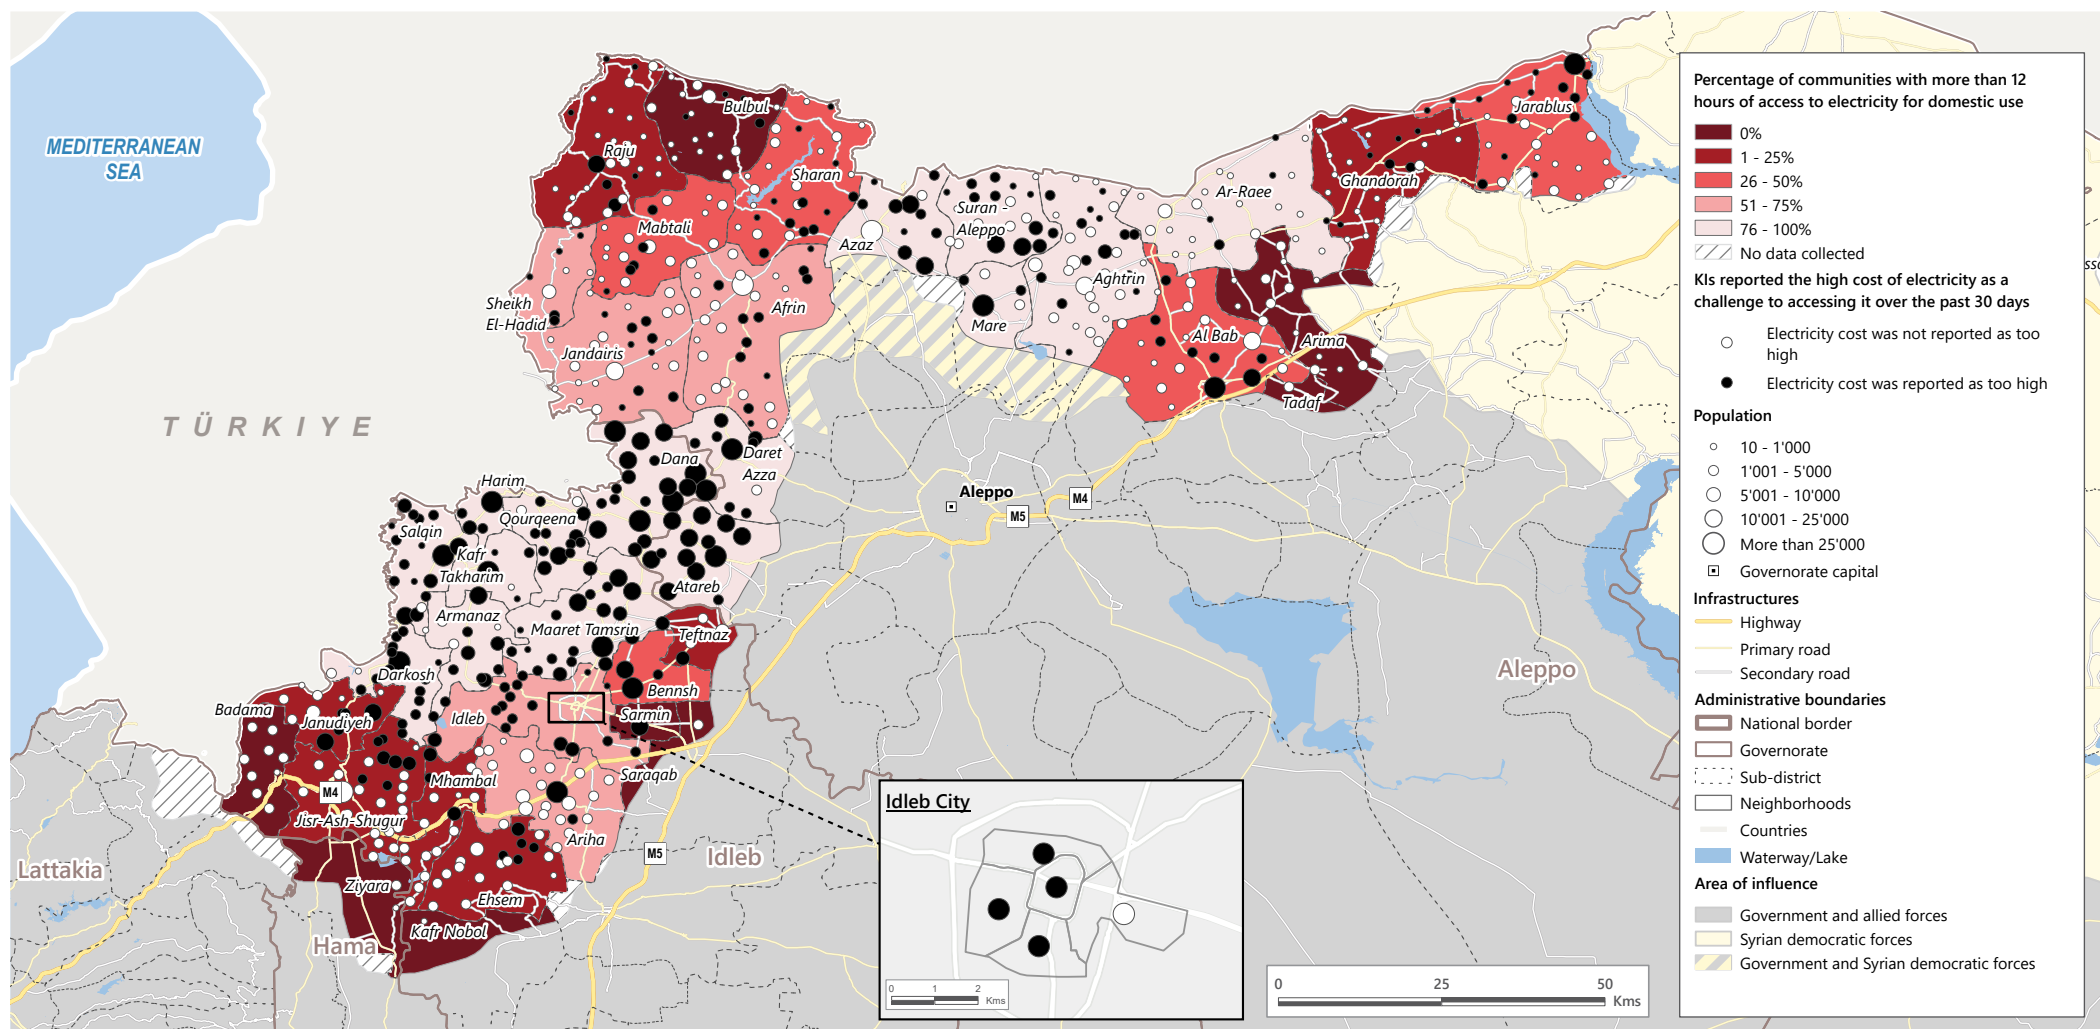 MEDITERRANEAN
SEA
TÜRKIYE
Bulbul
Raju
Sharan
Mabtali
Sheikh
El-Hadid
Afrin
Jandairis
Azaz
Suran -
Aleppo
Mare
Aghtrin
Ar-Raee
Ghandorah
Jarablus
Al Bab
Arima
Tadaf
Dana
Daret
Azza
Harim
Qourqeena
Salqin
Kafr
Takharim
Atareb
Armanaz
Maaret Tamsrin
Teftnaz
Darkosh
Bennsh
Badama
Janudiyeh
Idleb
Sarmin
Saraqab
Mhambal
M4
Jisr-Ash-Shugur
Ariha
Ziyara
Ehsem
Kafr Nobol
Aleppo
M5
M4
M5
Aleppo
Idleb
Lattakia
Hama
Idleb City
0 1 2
Kms
0 25 50
Kms
Percentage of communities with more than 12
hours of access to electricity for domestic use
0%
1 - 25%
26 - 50%
51 - 75%
76 - 100%
No data collected
KIs reported the high cost of electricity as a
challenge to accessing it over the past 30 days
Electricity cost was not reported as too
high
Electricity cost was reported as too high
Population
10 - 1'000
1'001 - 5'000
5'001 - 10'000
10'001 - 25'000
More than 25'000
Governorate capital
Infrastructures
Highway
Primary road
Secondary road
Administrative boundaries
National border
Governorate
Sub-district
Neighborhoods
Countries
Waterway/Lake
Area of influence
Government and allied forces
Syrian democratic forces
Government and Syrian democratic forces